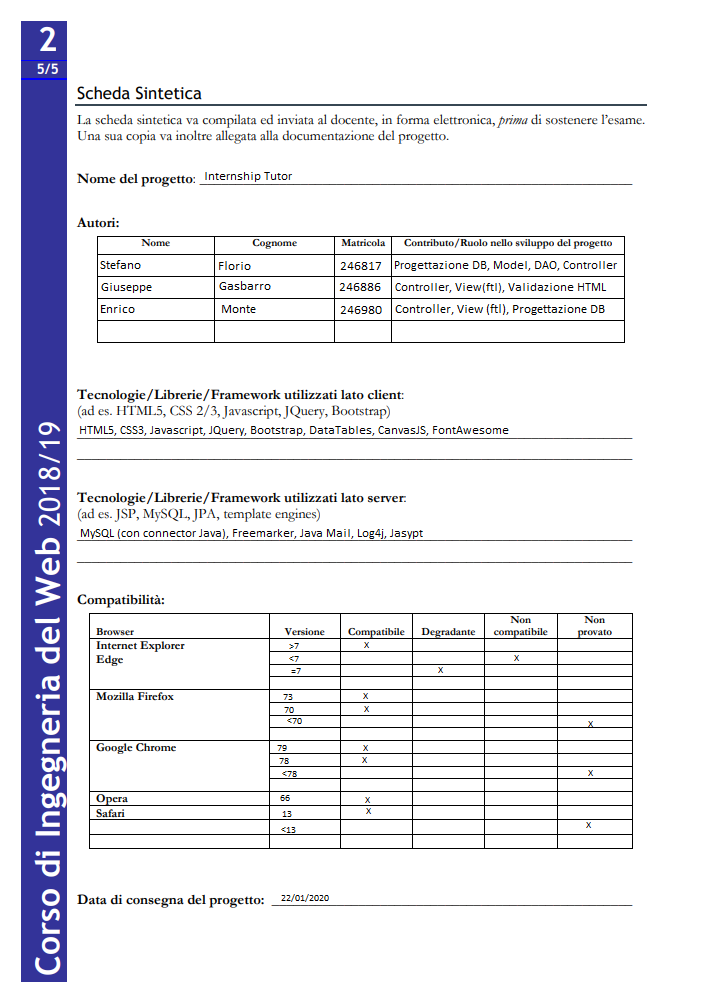 2
5/5
Corso di Ingegneria del Web 2018/19
Scheda Sintetica
La scheda sintetica va compilata ed inviata al docente, in forma elettronica, prima di sostenere l'esame.
Una sua copia va inoltre allegata alla documentazione del progetto.
Nome del progetto: Internship Tutor
Autori:
Nome Cognome Matricola Contributo/Ruolo nello sviluppo del progetto
Stefano Florio 246817 Progettazione DB, Model, DAO, Controller
Giuseppe Gasbarro 246886 Controller, View(ftl), Validazione HTML
Enrico Monte 246980 Controller, View (ftl), Progettazione DB
Tecnologie/Librerie/Framework utilizzati lato client:
(ad es. HTML5, CSS 2/3, Javascript, JQuery, Bootstrap)
HTML5, CSS3, Javascript, JQuery, Bootstrap, DataTables, CanvasJS, FontAwesome
Tecnologie/Librerie/Framework utilizzati lato server:
(ad es. JSP, MySQL, JPA, template engines)
MySQL (con connector Java), Freemarker, Java Mail, Log4j, Jasypt
Compatibilità:
Browser Versione Compatibile Degradante Non compatibile Non provato
Internet Explorer >7 X
Edge <7 X
=7 X
Mozilla Firefox 73 X
70 X
<70 X
Google Chrome 79 X
78 X
<78 X
Opera 66 X
Safari 13 X
<13 X
Data di consegna del progetto: 22/01/2020